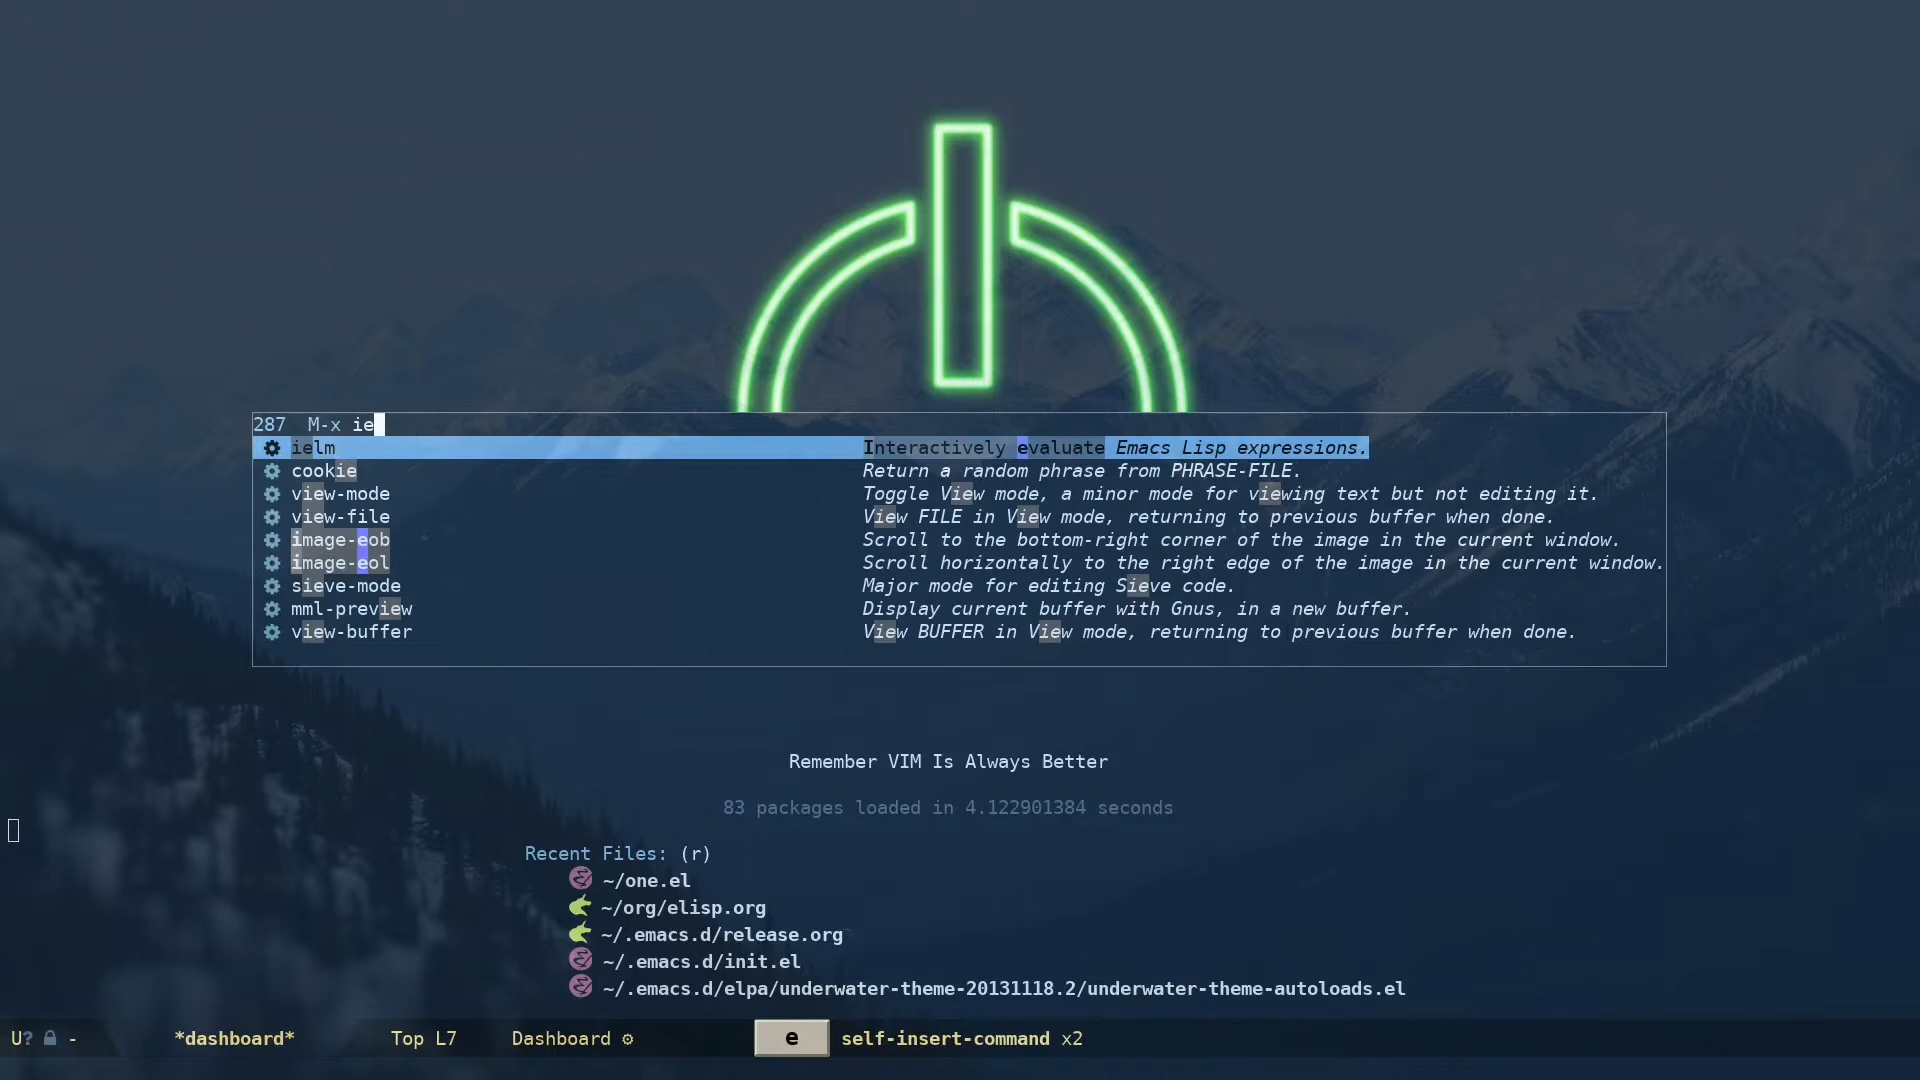 287 M-x ie
ielm Interactively evaluate Emacs Lisp expressions.
cookie Return a random phrase from PHRASE-FILE.
view-mode Toggle View mode, a minor mode for viewing text but not editing it.
view-file View FILE in View mode, returning to previous buffer when done.
image-eob Scroll to the bottom-right corner of the image in the current window.
image-eol Scroll horizontally to the right edge of the image in the current window.
sieve-mode Major mode for editing Sieve code.
mml-preview Display current buffer with Gnus, in a new buffer.
view-buffer View BUFFER in View mode, returning to previous buffer when done.
Remember VIM Is Always Better
83 packages loaded in 4.122901384 seconds
Recent Files: (r)
~/one.el
~/org/elisp.org
~/.emacs.d/release.org
~/.emacs.d/init.el
~/.emacs.d/elpa/underwater-theme-20131118.2/underwater-theme-autoloads.el
U? - *dashboard* Top L7 Dashboard ⚙ e self-insert-command x2